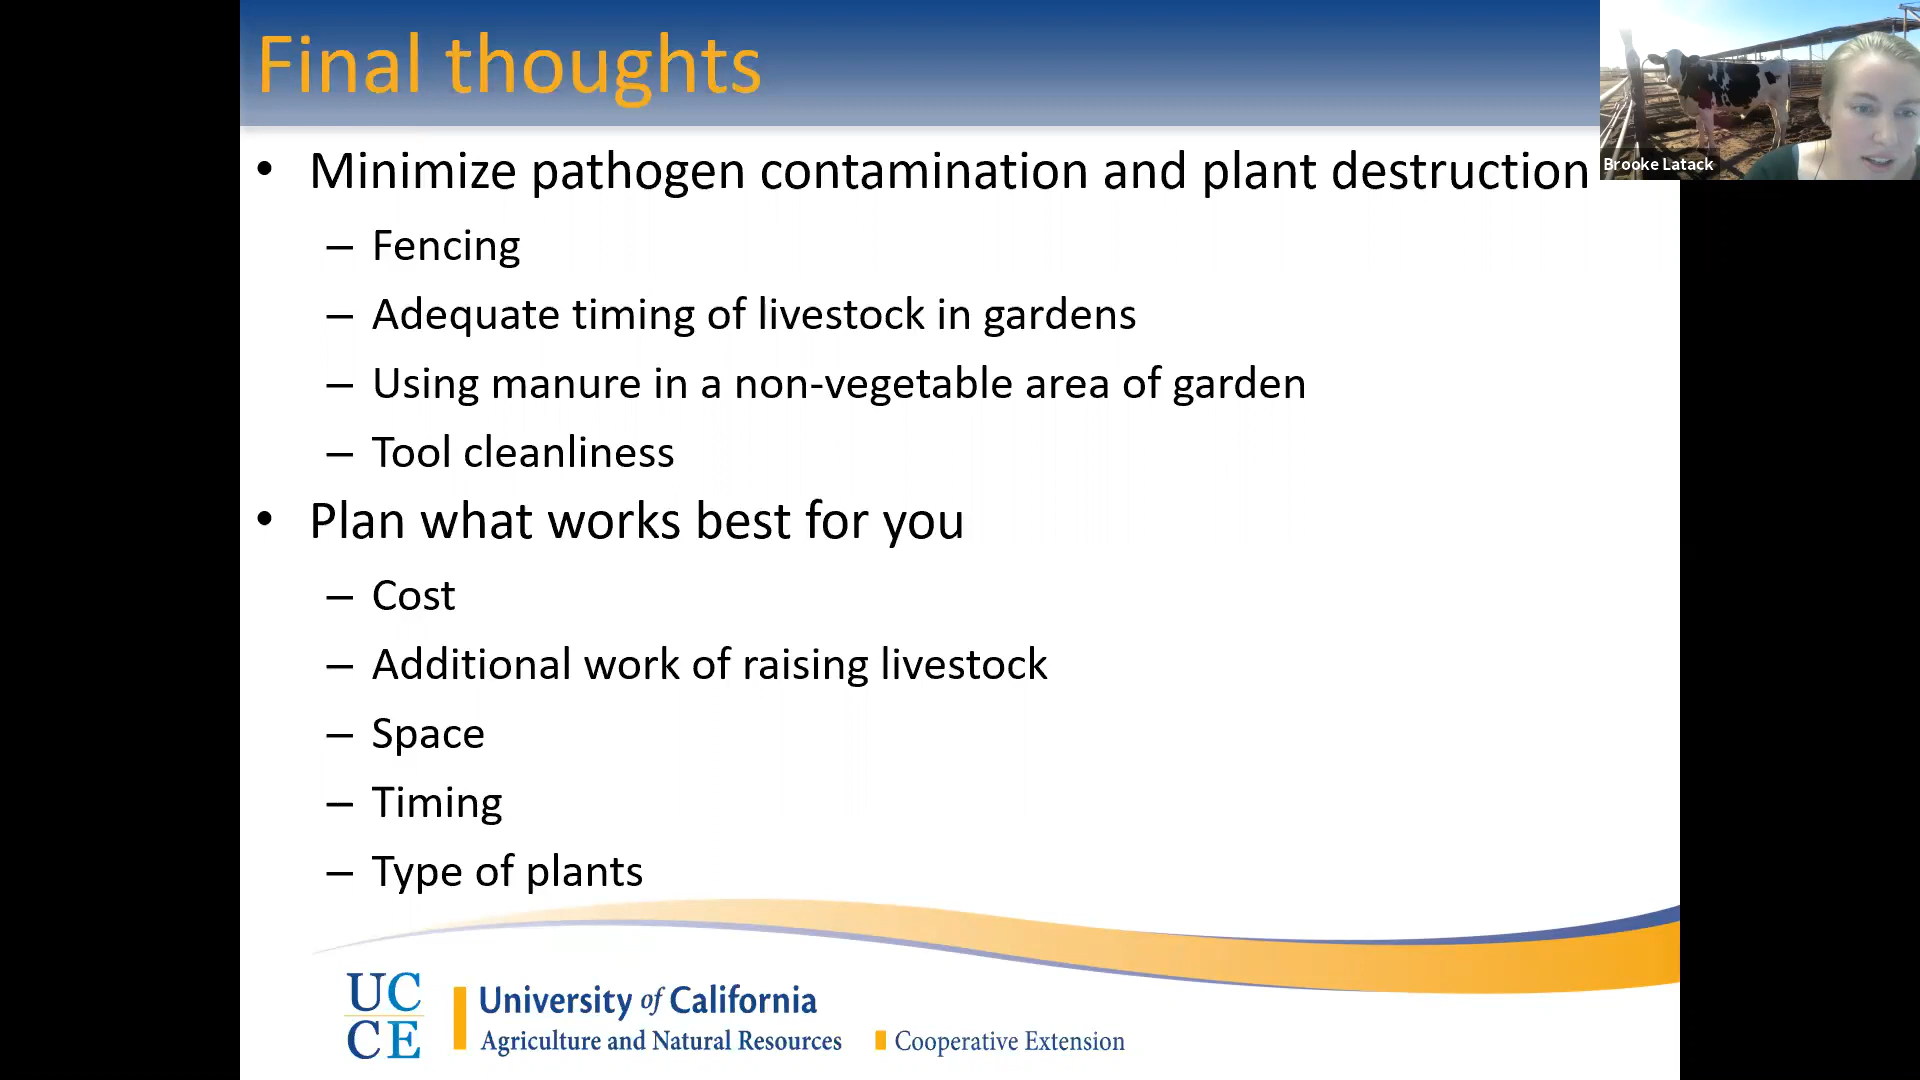 Final thoughts
• Minimize pathogen contamination and plant destruction
– Fencing
– Adequate timing of livestock in gardens
– Using manure in a non-vegetable area of garden
– Tool cleanliness
• Plan what works best for you
– Cost
– Additional work of raising livestock
– Space
– Timing
– Type of plants
Brooke Latack
UC
CE
University of California
Agriculture and Natural Resources
Cooperative Extension